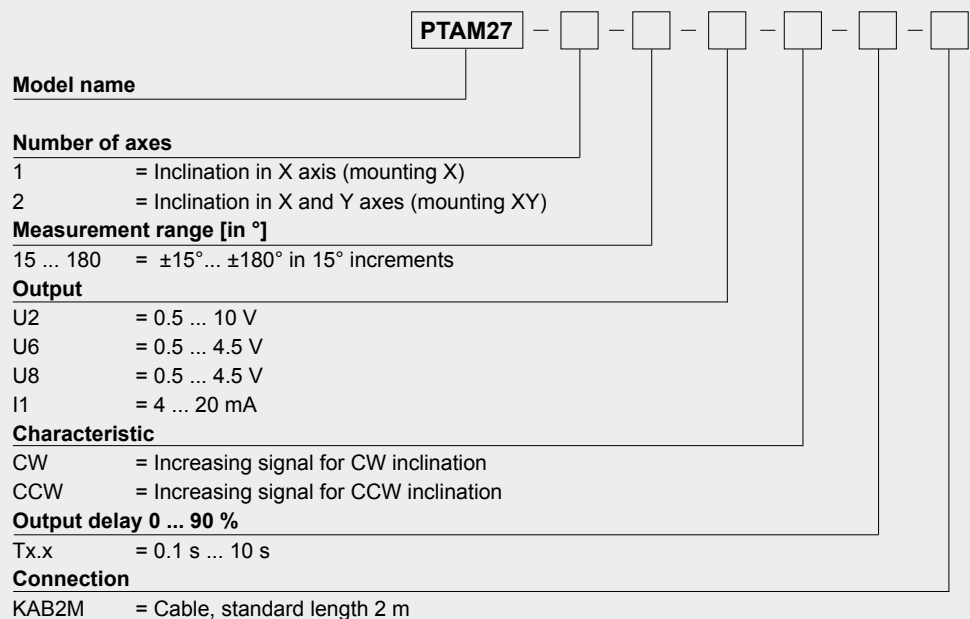 PTAM27 – – – – – –
Model name
Number of axes
1 = Inclination in X axis (mounting X)
2 = Inclination in X and Y axes (mounting XY)
Measurement range [in °]
15 ... 180 = ±15°... ±180° in 15° increments
Output
U2 = 0.5 ... 10 V
U6 = 0.5 ... 4.5 V
U8 = 0.5 ... 4.5 V
I1 = 4 ... 20 mA
Characteristic
CW = Increasing signal for CW inclination
CCW = Increasing signal for CCW inclination
Output delay 0 ... 90 %
Tx.x = 0.1 s ... 10 s
Connection
KAB2M = Cable, standard length 2 m